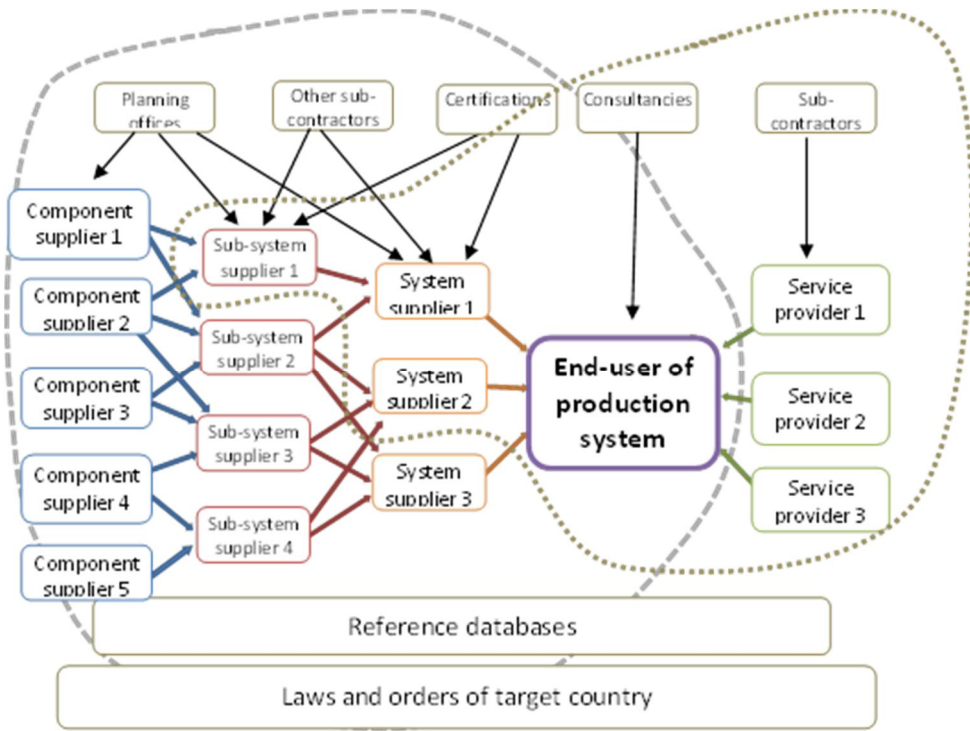 Planning
offices
Other sub-
contractors
Certifications
Consultancies
Sub-
contractors
Component
supplier 1
Component
supplier 2
Component
supplier 3
Component
supplier 4
Component
supplier 5
Sub-system
supplier 1
Sub-system
supplier 2
Sub-system
supplier 3
Sub-system
supplier 4
System
supplier 1
System
supplier 2
System
supplier 3
End-user of
production
system
Service
provider 1
Service
provider 2
Service
provider 3
Reference databases
Laws and orders of target country